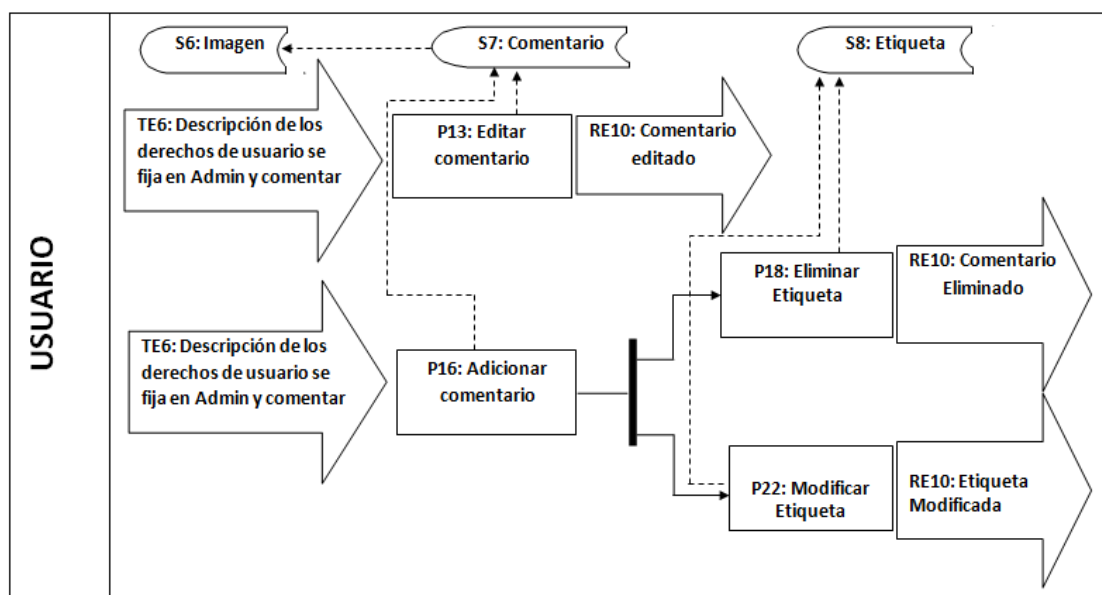 S6: Imagen
S7: Comentario
S8: Etiqueta
TE6: Descripción de los
derechos de usuario se
fija en Admin y comentar
P13: Editar
comentario
RE10: Comentario
editado
USUARIO
P18: Eliminar
Etiqueta
RE10: Comentario
Eliminado
TE6: Descripción de los
derechos de usuario se
fija en Admin y comentar
P16: Adicionar
comentario
P22: Modificar
Etiqueta
RE10: Etiqueta
Modificada